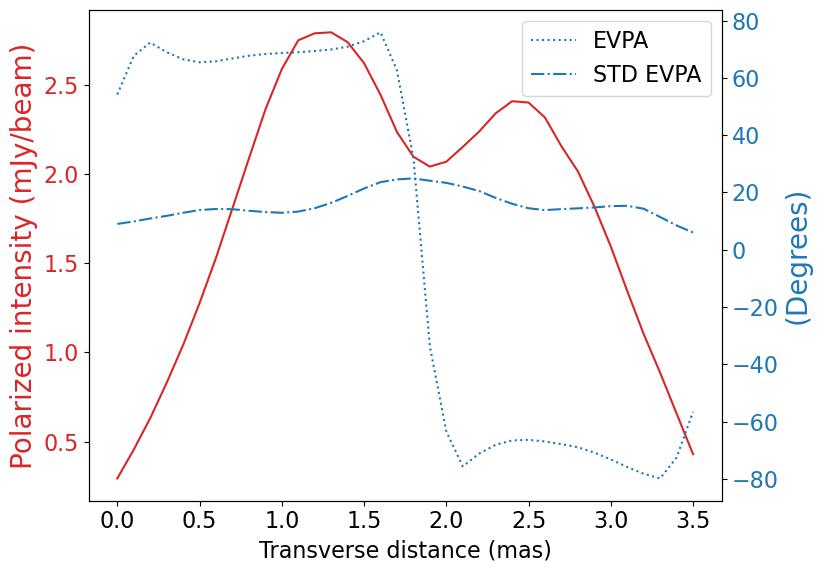 Polarized intensity (mJy/beam)
2.5
2.0
1.5
1.0
0.5
EVPA
STD EVPA
80
60
40
20
0
−20
−40
−60
−80
(Degrees)
0.0 0.5 1.0 1.5 2.0 2.5 3.0 3.5
Transverse distance (mas)